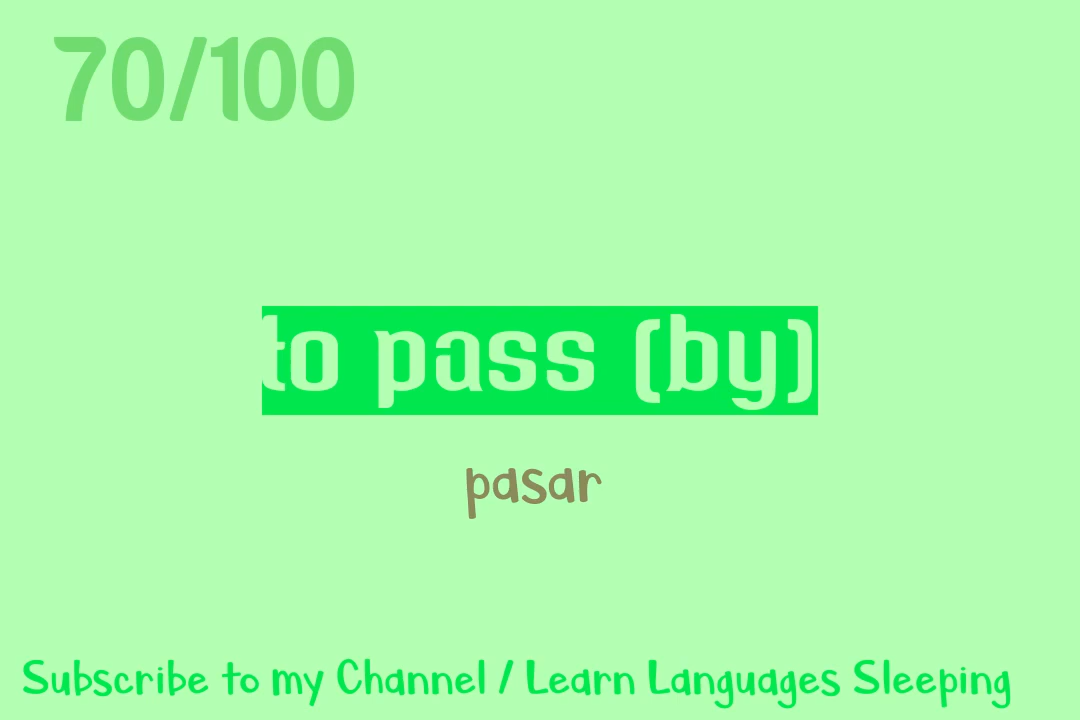 70/100
to pass (by)
pasar
Subscribe to my Channel / Learn Languages Sleeping